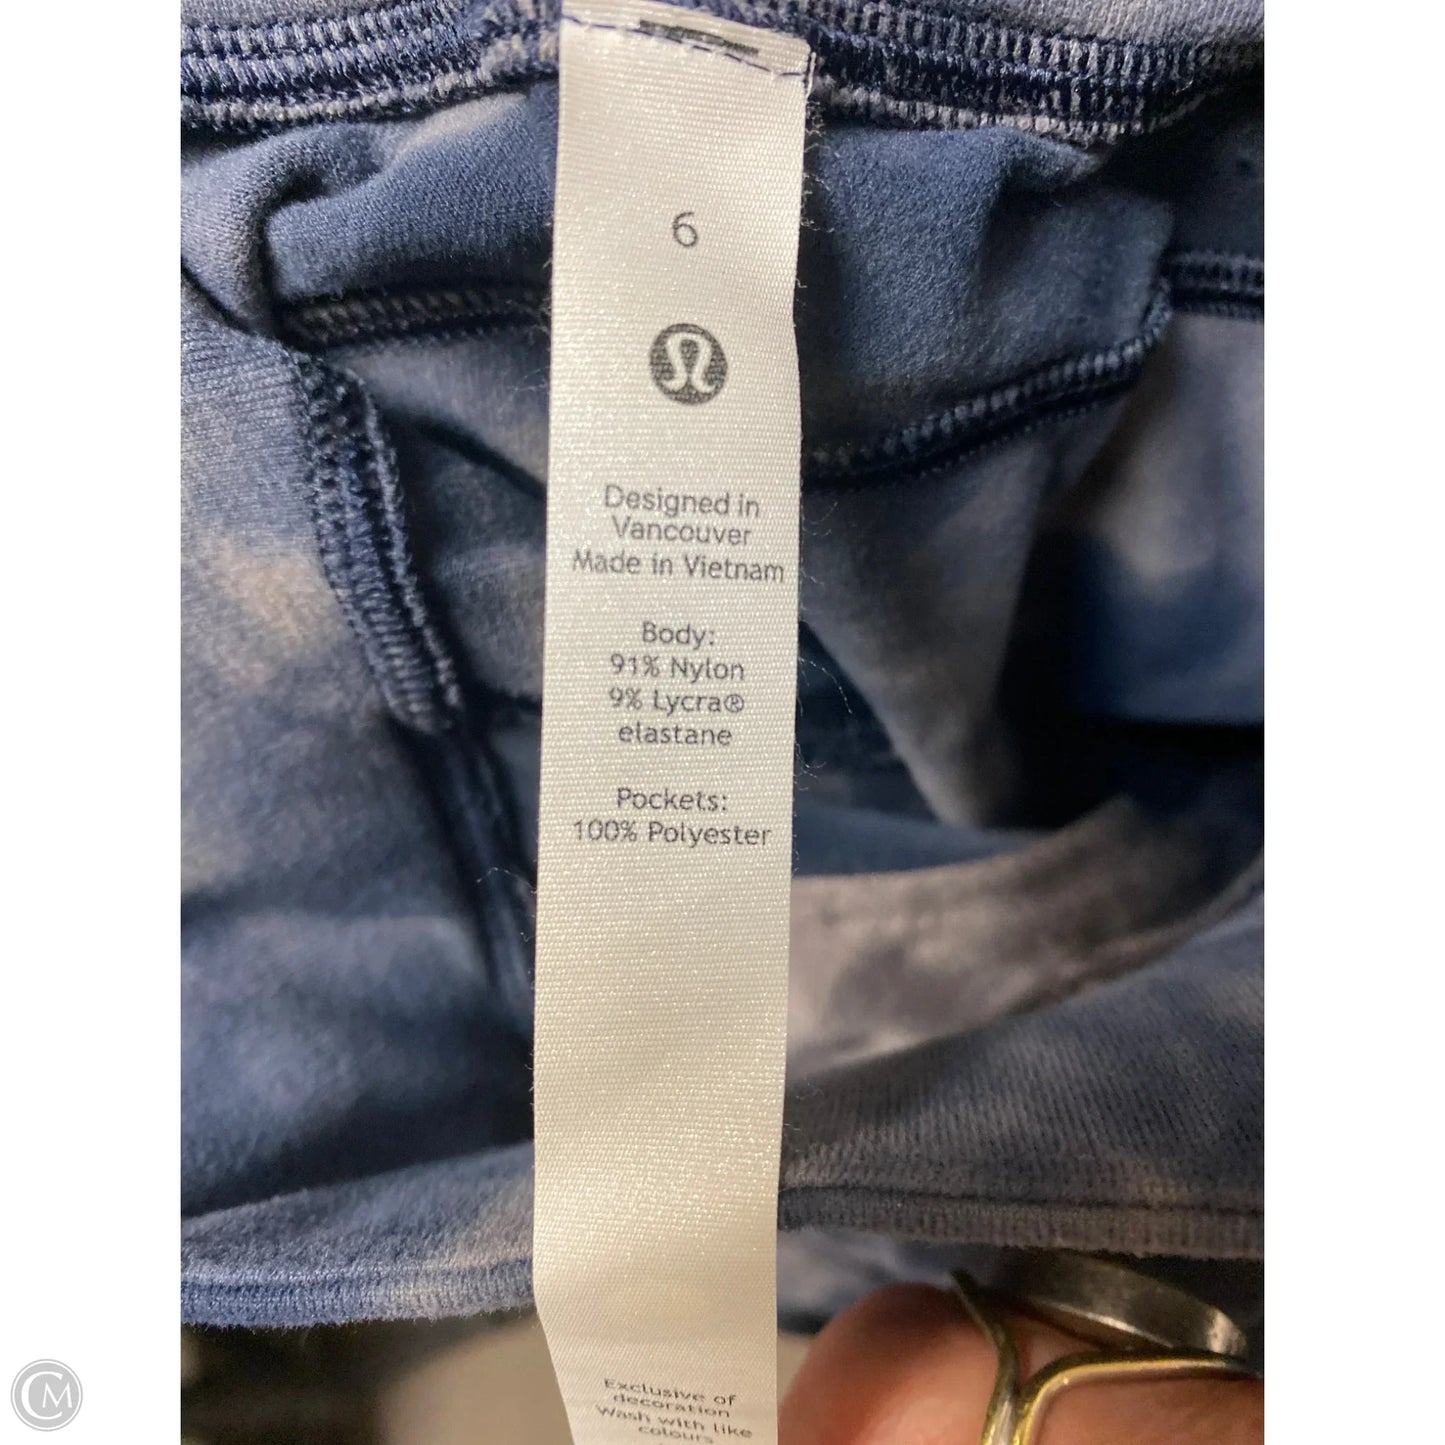 6
Designed in
Vancouver
Made in Vietnam
Body:
91% Nylon
9% Lycra®
elastane
Pockets:
100% Polyester
Exclusive of
decoration
Wash with like
colours
CM